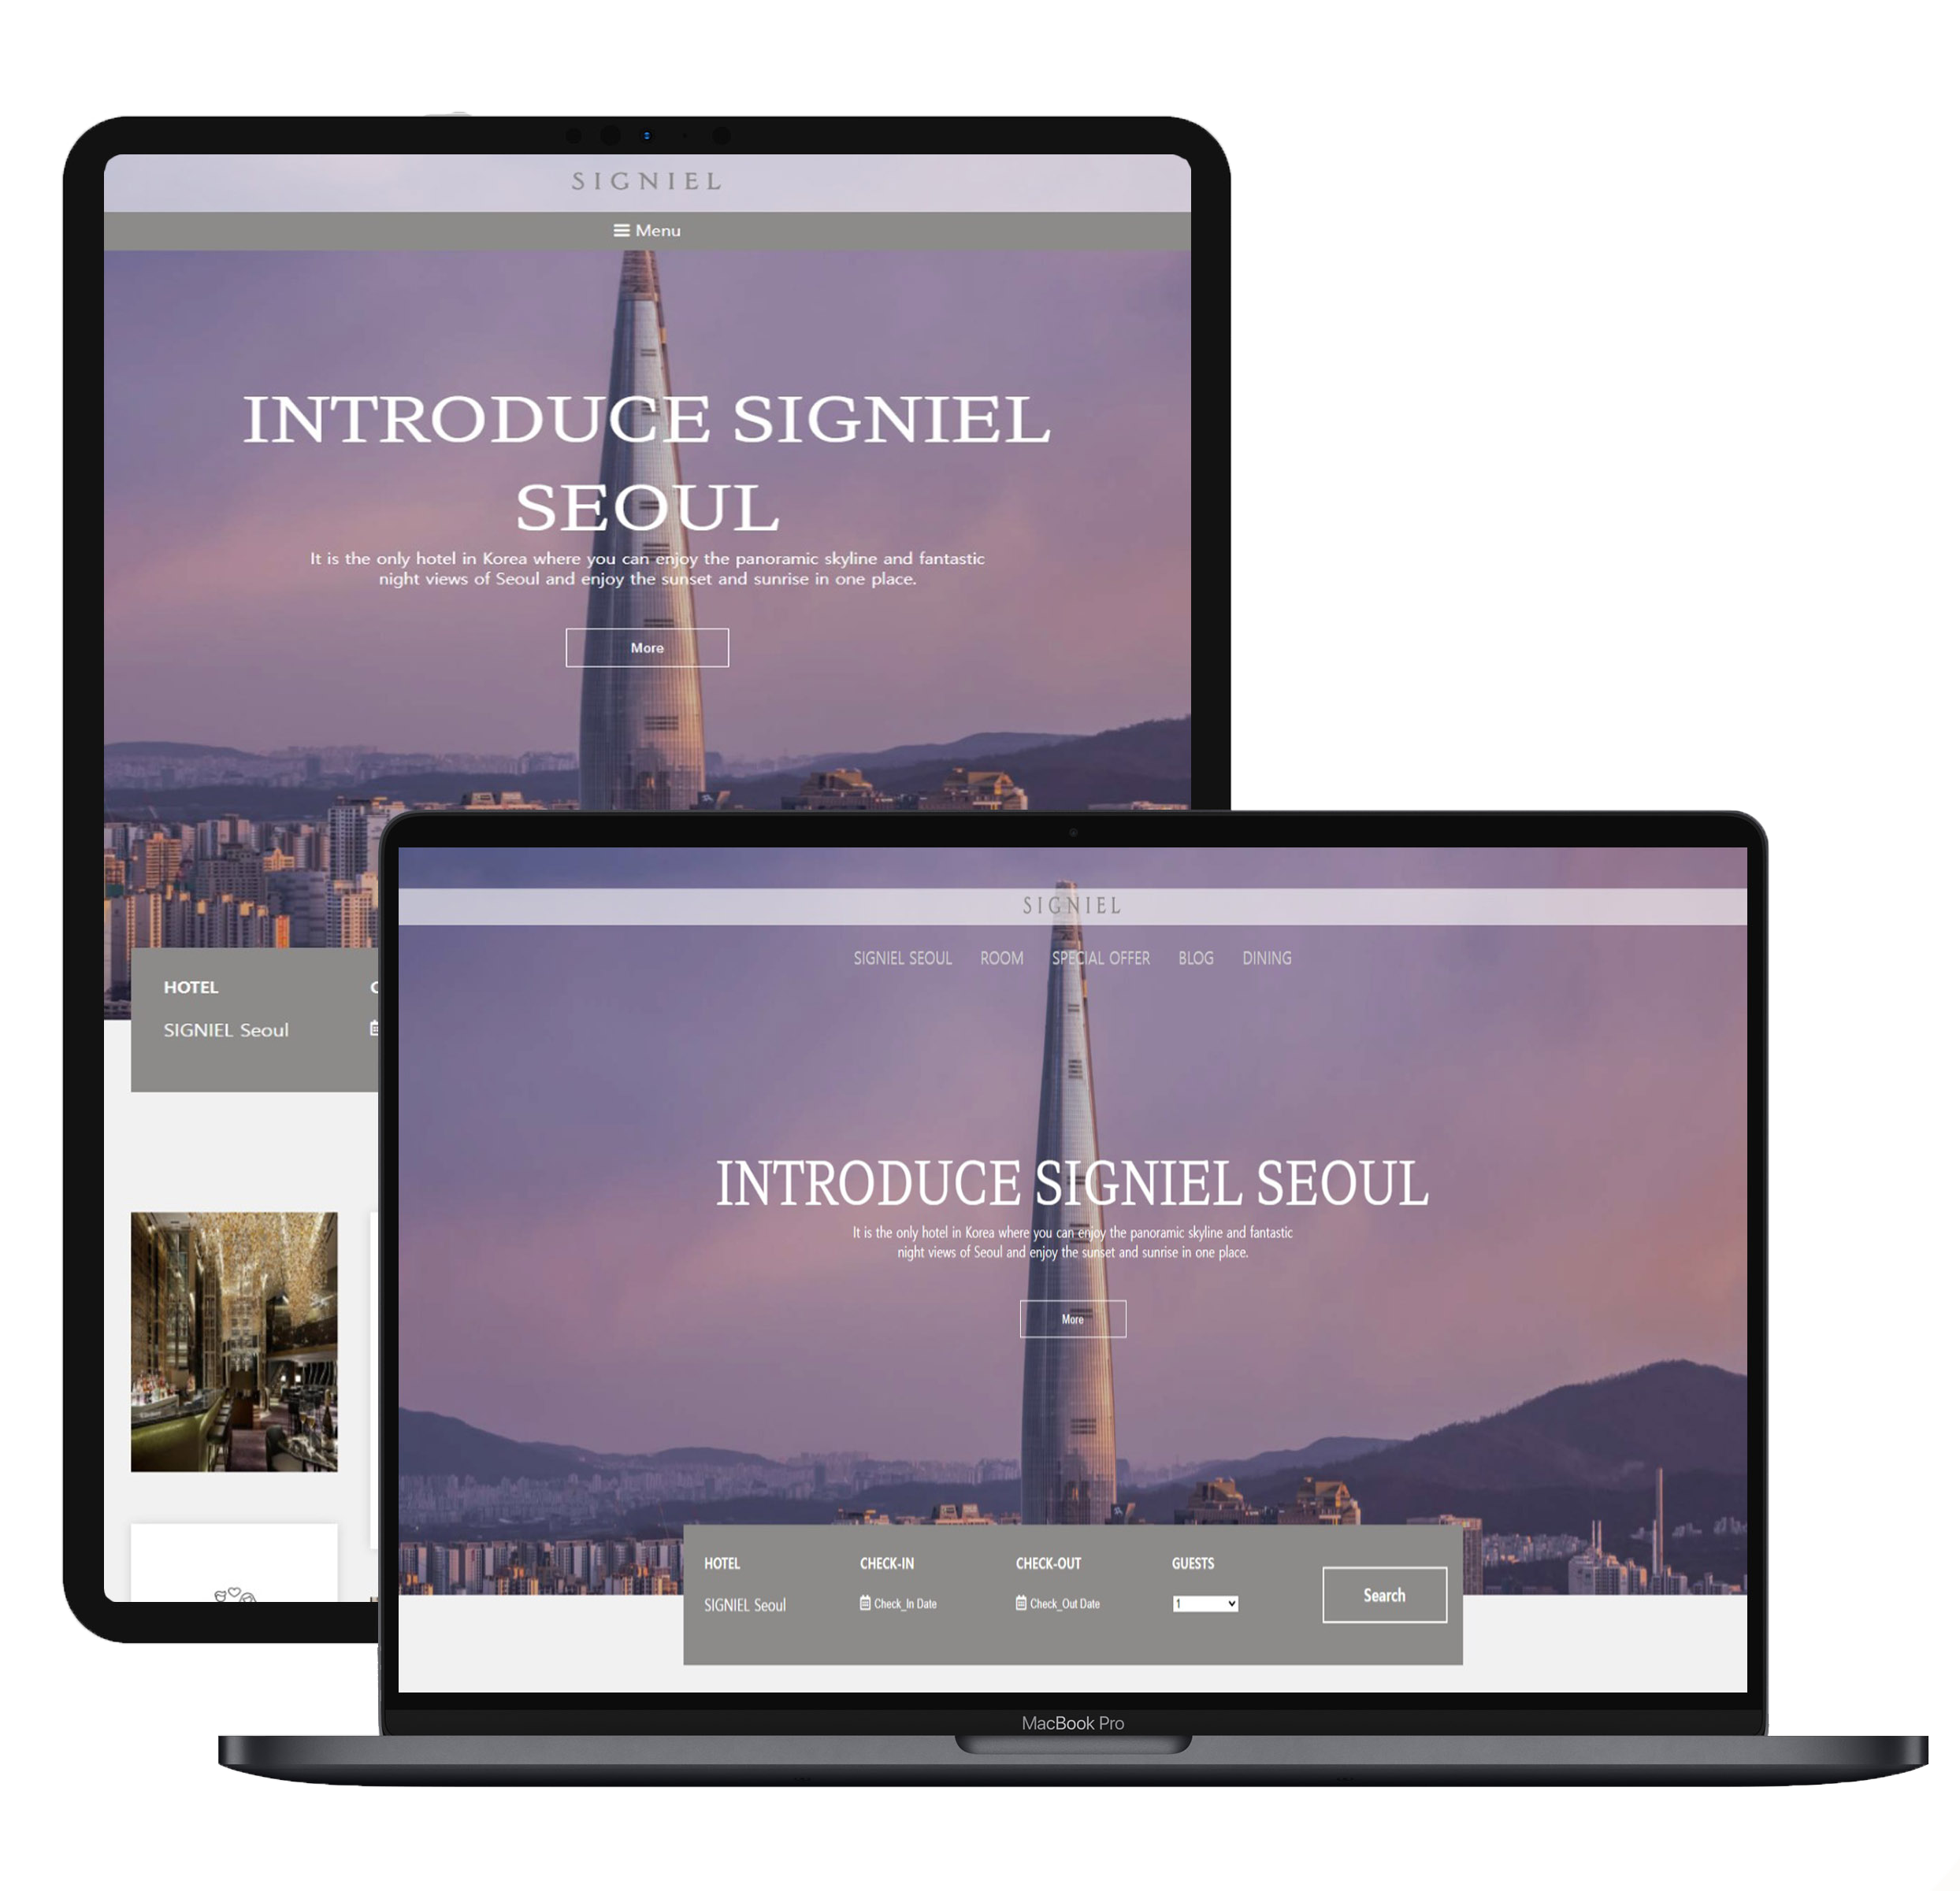 SIGNIEL
Menu
INTRODUCE SIGNIEL
SEOUL
It is the only hotel in Korea where you can enjoy the panoramic skyline and fantastic
night views of Seoul and enjoy the sunset and sunrise in one place.
More
HOTEL
SIGNIEL Seoul
SIGNIEL
SIGNIEL SEOUL ROOM SPECIAL OFFER BLOG DINING
INTRODUCE SIGNIEL SEOUL
It is the only hotel in Korea where you can enjoy the panoramic skyline and fantastic
night views of Seoul and enjoy the sunset and sunrise in one place.
More
HOTEL CHECK-IN CHECK-OUT GUESTS
SIGNIEL Seoul Check_In Date Check_Out Date 1 Search
MacBook Pro